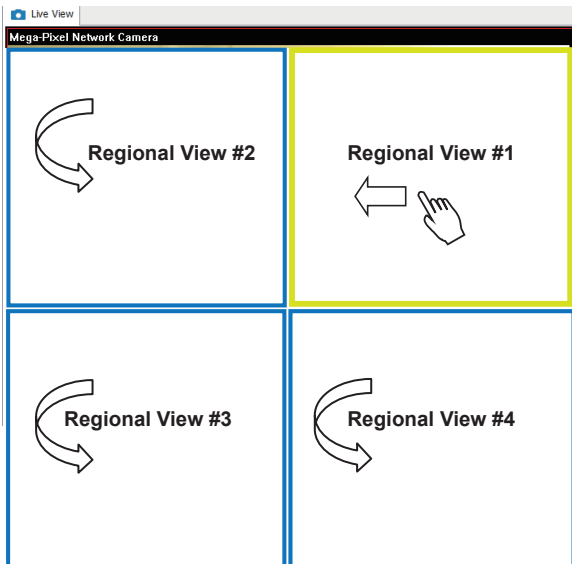 Live View
Mega-Pixel Network Camera
Regional View #2
Regional View #1
Regional View #3
Regional View #4